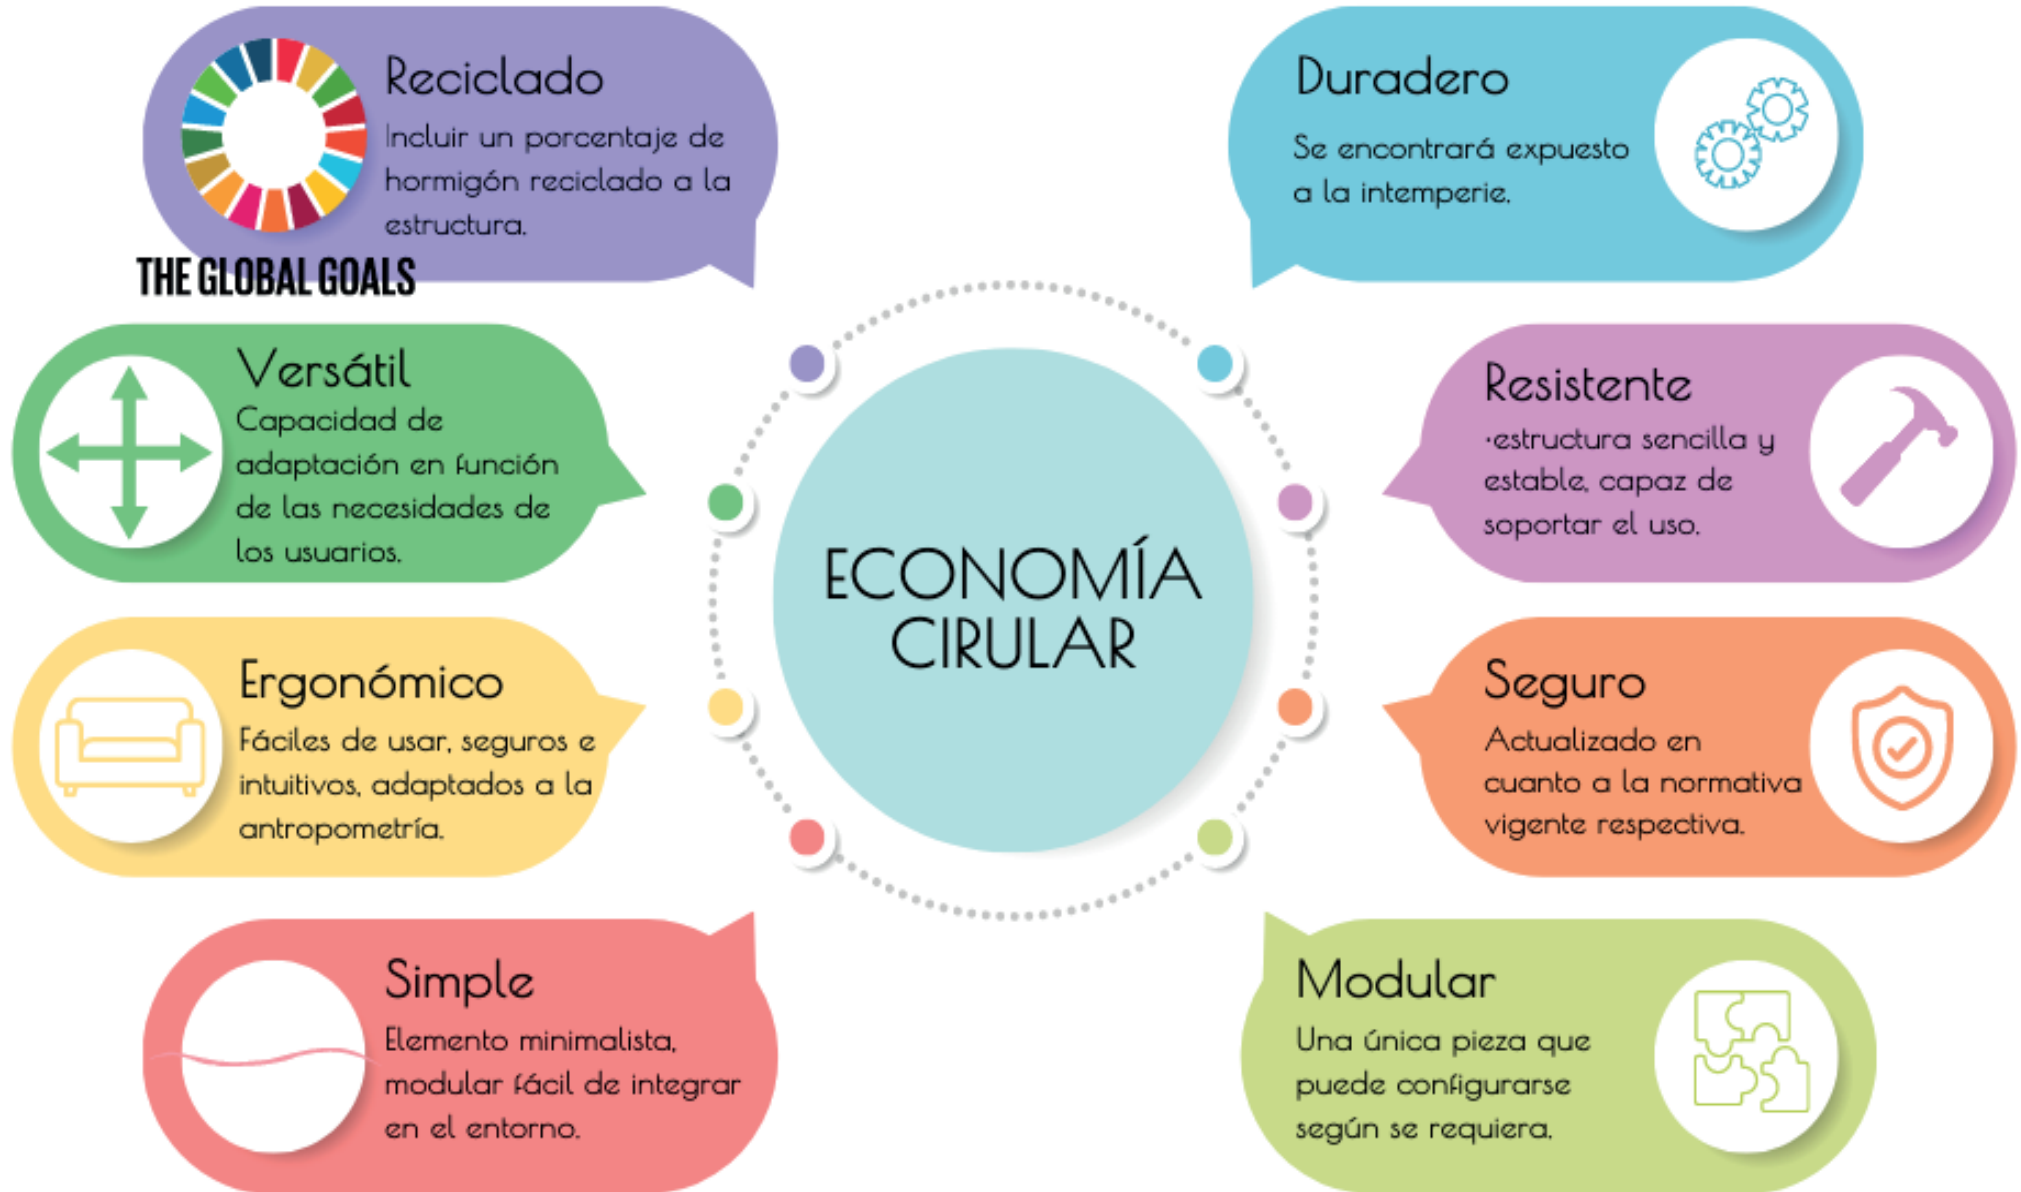 Reciclado
Incluir un porcentaje de
hormigón reciclado a la
estructura.
THE GLOBAL GOALS
Versátil
Capacidad de
adaptación en función
de las necesidades de
los usuarios.
Ergonómico
Fáciles de usar, seguros e
intuitivos, adaptados a la
antropometría.
Simple
Elemento minimalista,
modular fácil de integrar
en el entorno.
ECONOMÍA
CIRULAR
Duradero
Se encontrará expuesto
a la intemperie.
Resistente
·estructura sencilla y
estable, capaz de
soportar el uso.
Seguro
Actualizado en
cuanto a la normativa
vigente respectiva.
Modular
Una única pieza que
puede configurarse
según se requiera.